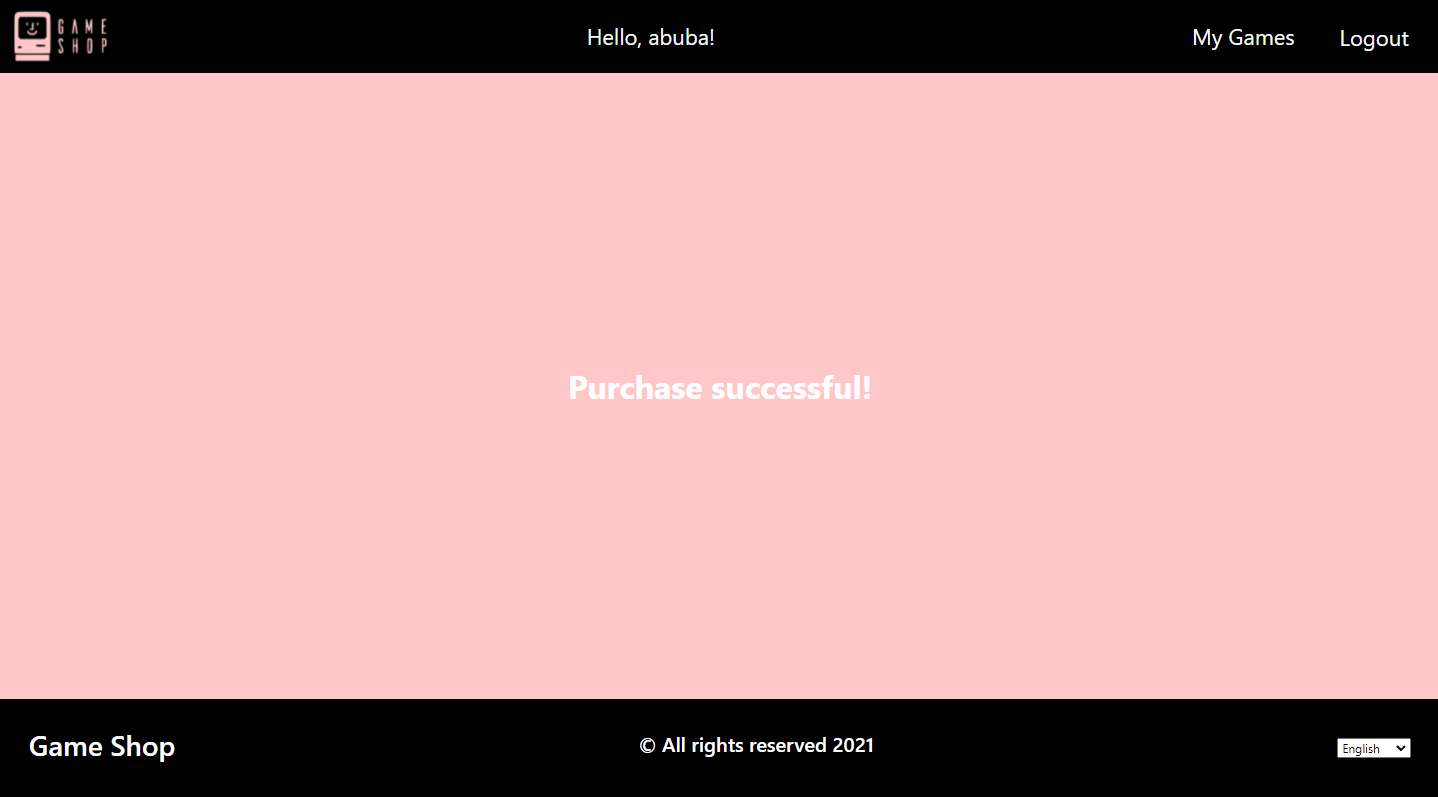 GAME
SHOP
Hello, abuba!
My Games
Logout
Purchase successful!
Game Shop
© All rights reserved 2021
English